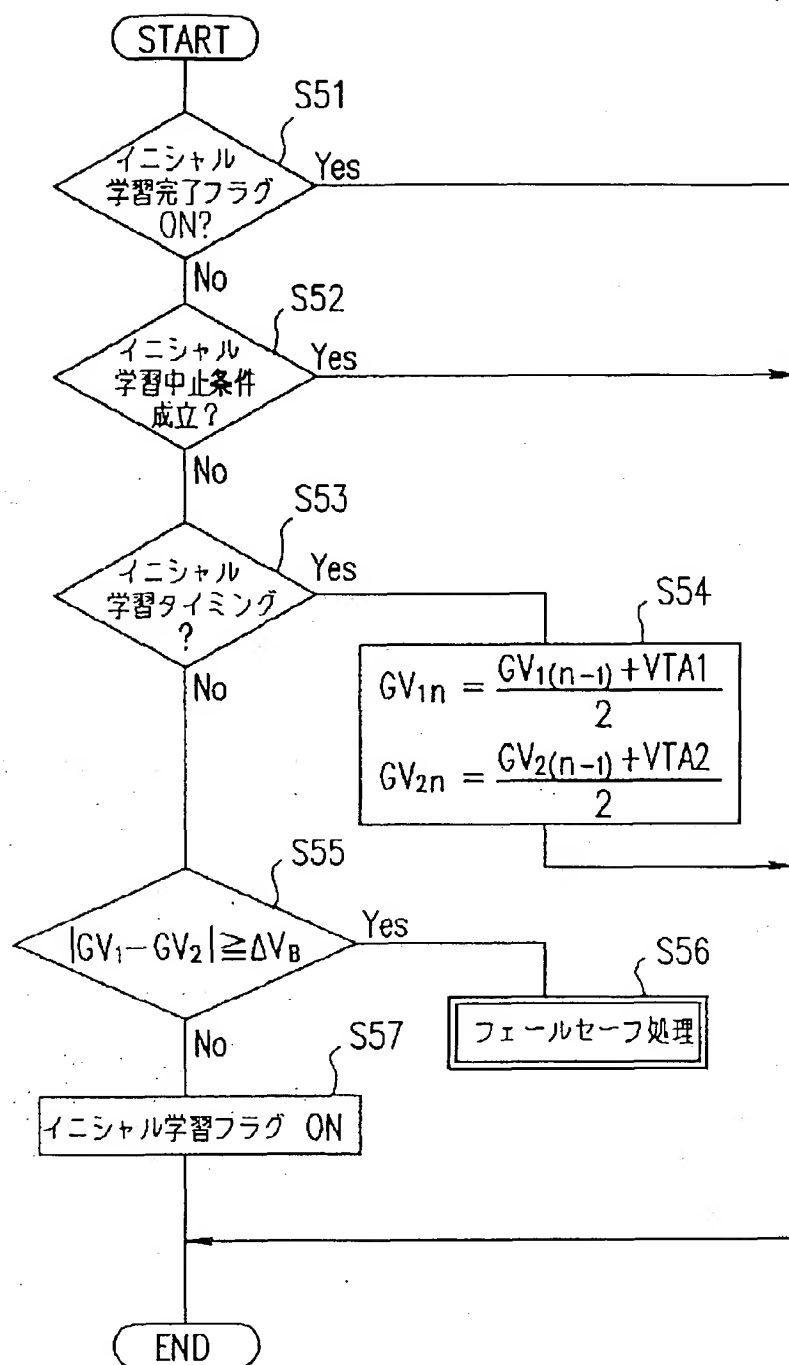 START
S51
イニシャル
学習完了フラグ
ON?
Yes
No
S52
イニシャル
学習中止条件
成立?
Yes
No
S53
イニシャル
学習タイミング
?
Yes
No
S54
GV1n = GV1(n-1)+VTA1 / 2
GV2n = GV2(n-1)+VTA2 / 2
S55
|GV1-GV2|≧ΔVB
Yes
No
S56
フェールセーフ処理
S57
イニシャル学習フラグ ON
END